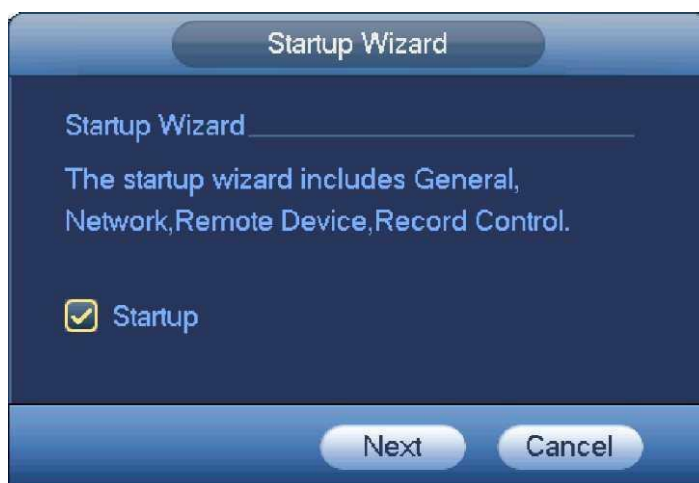 Startup Wizard
Startup Wizard
The startup wizard includes General,
Network,Remote Device,Record Control.
Startup
Next Cancel